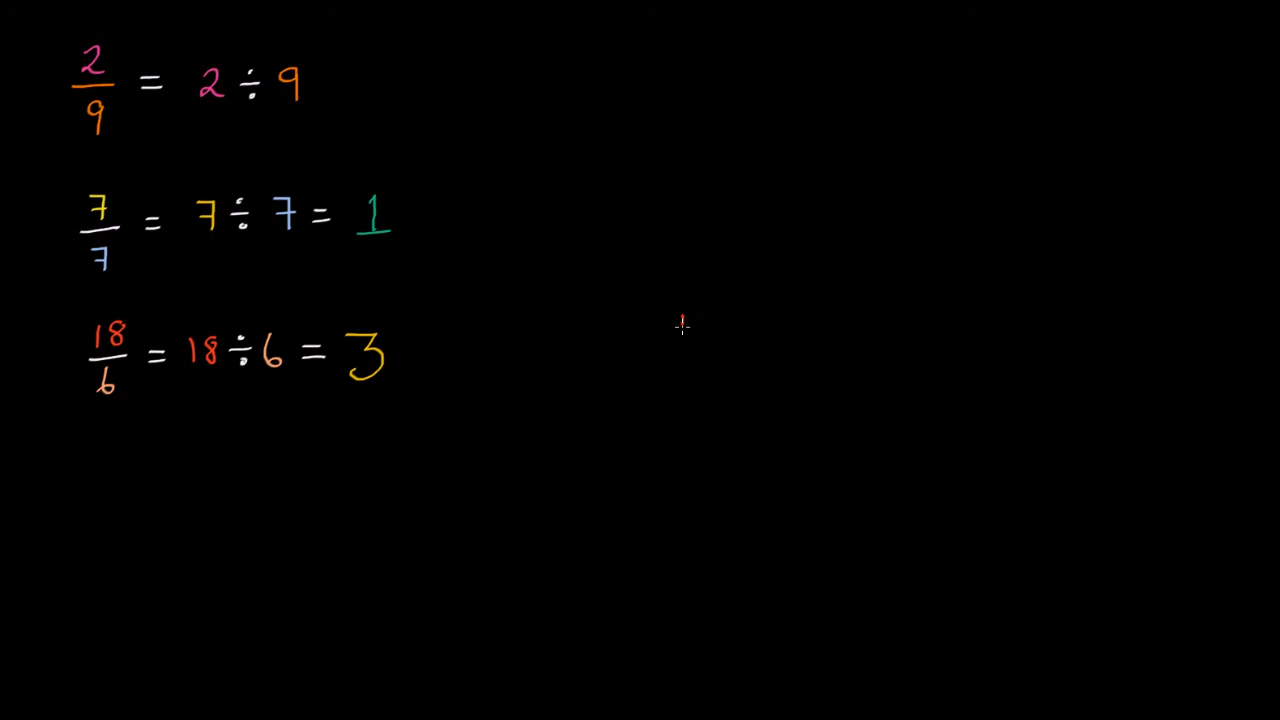 2/9 = 2 ÷ 9
7/7 = 7 ÷ 7 = 1
18/6 = 18 ÷ 6 = 3